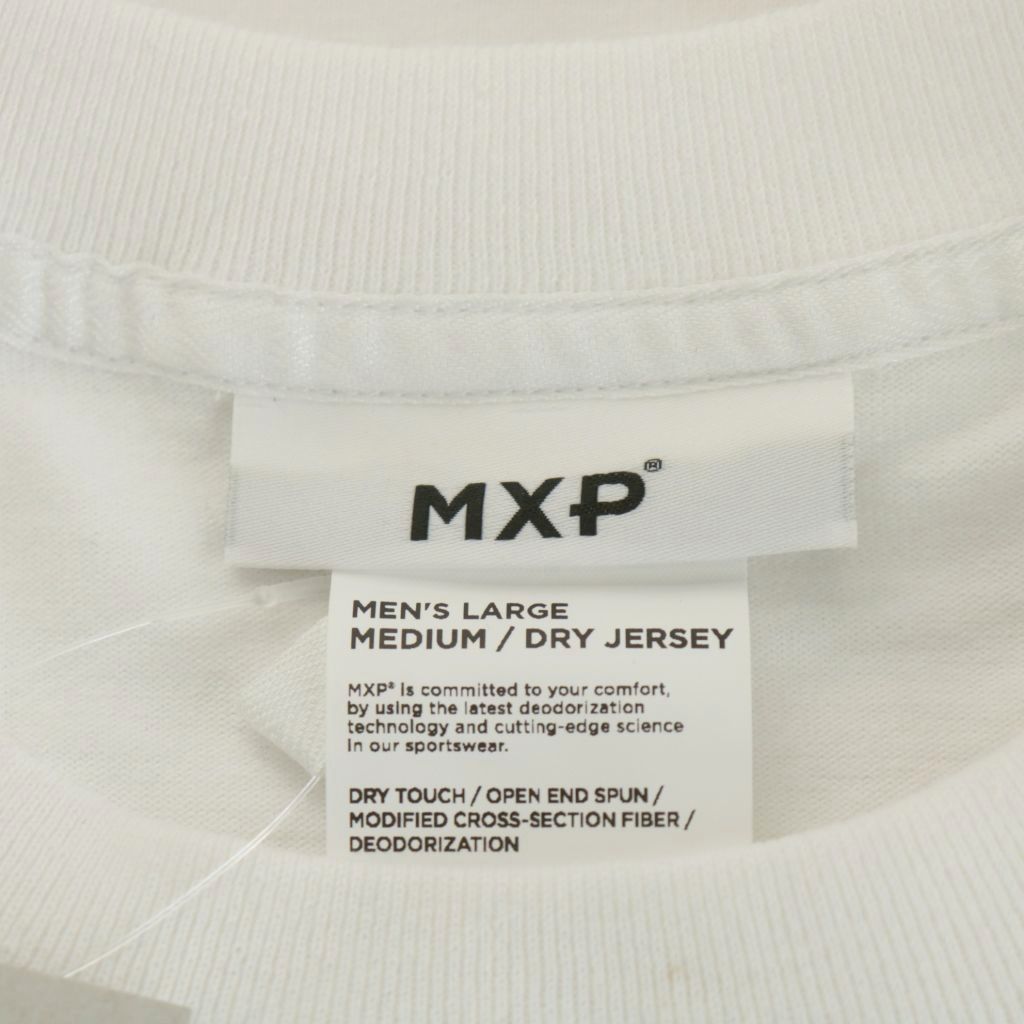 MXP®
MEN'S LARGE
MEDIUM / DRY JERSEY
MXP® is committed to your comfort,
by using the latest deodorization
technology and cutting-edge science
in our sportswear.
DRY TOUCH / OPEN END SPUN /
MODIFIED CROSS-SECTION FIBER /
DEODORIZATION